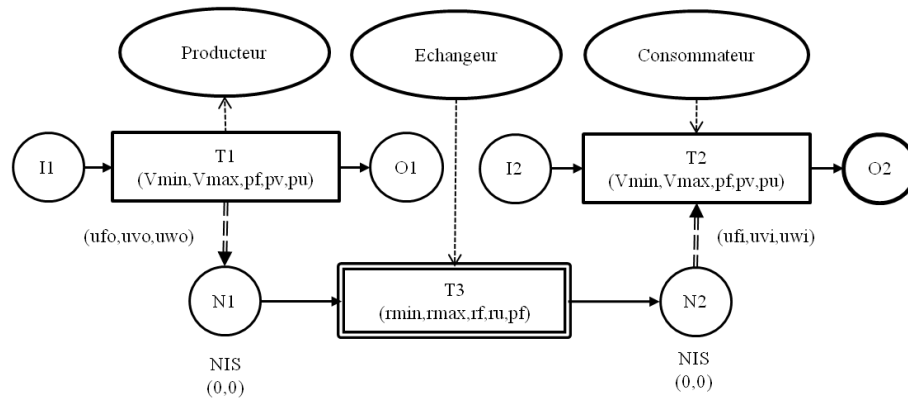 Producteur
Echangeur
Consommateur
I1
T1
(Vmin,Vmax,pf,pv,pu)
O1
I2
T2
(Vmin,Vmax,pf,pv,pu)
O2
(ufo,uvo,uwo)
(ufi,uvi,uwi)
N1
T3
(rmin,rmax,rf,ru,pf)
N2
NIS
(0,0)
NIS
(0,0)